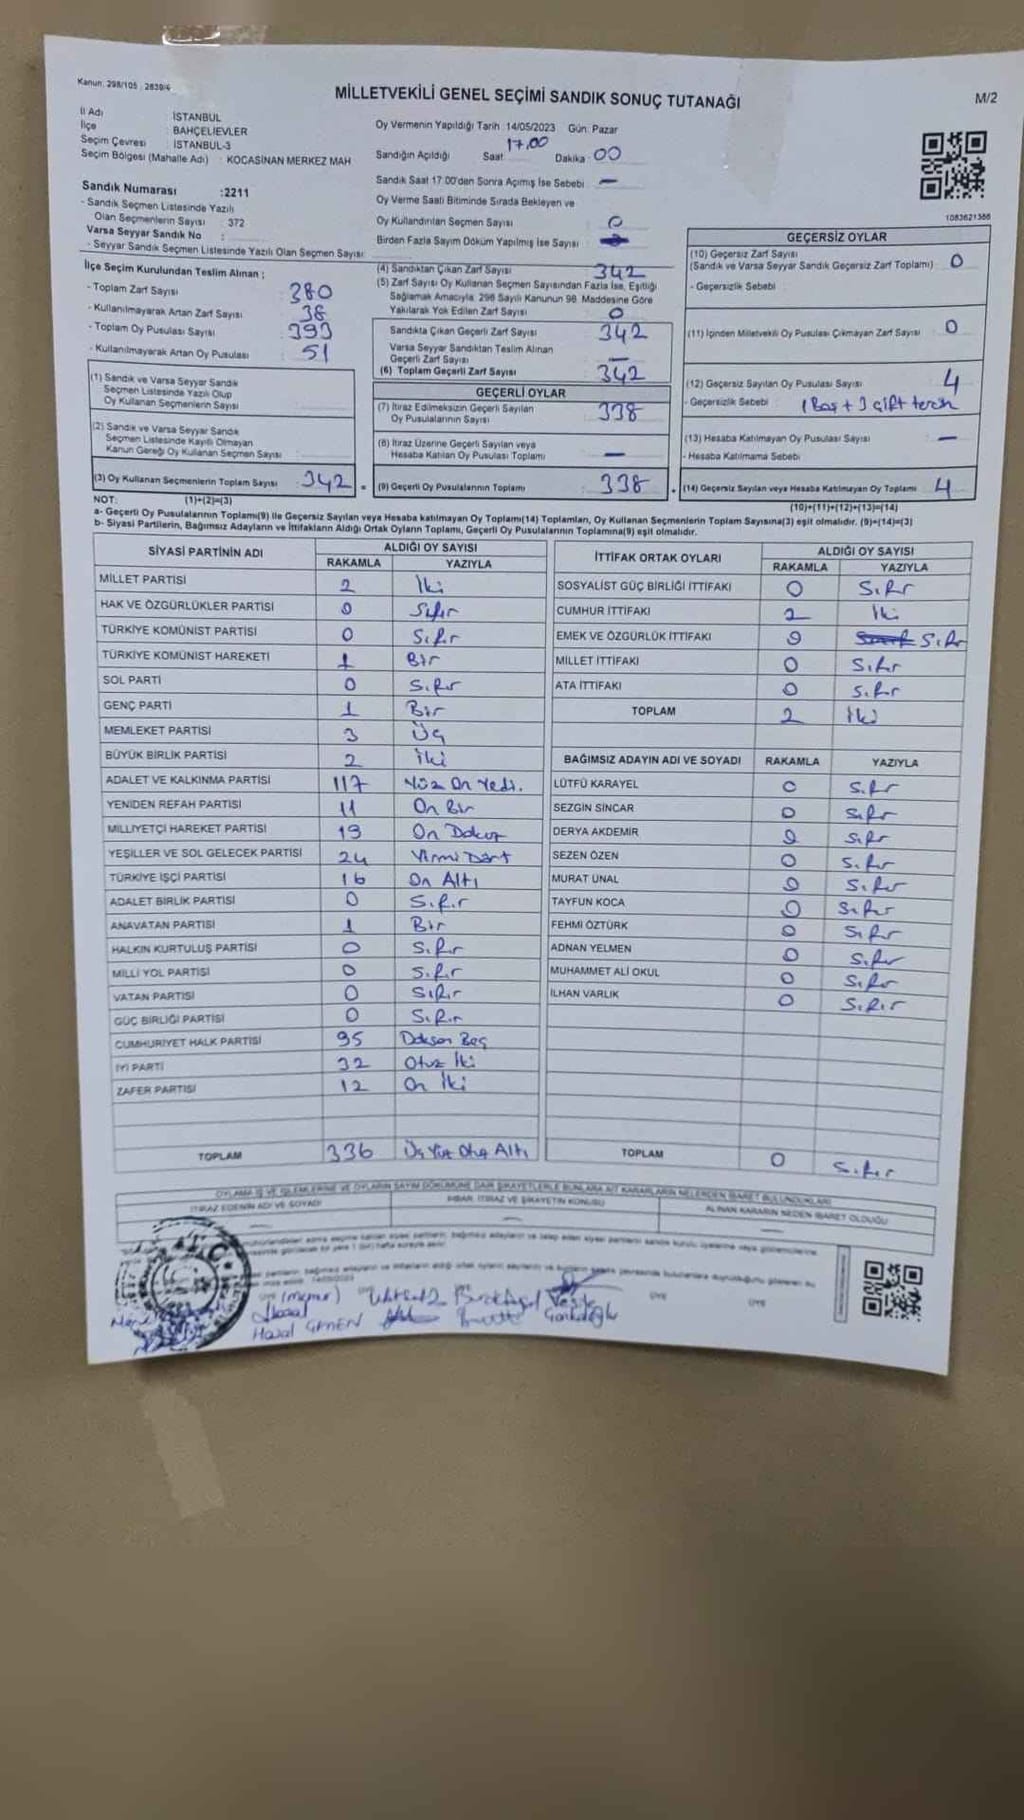 Kanun: 298/105 ; 2839/4
MİLLETVEKİLİ GENEL SEÇİMİ SANDIK SONUÇ TUTANAĞI
M/2
İl Adı : İSTANBUL
İlçe : BAHÇELİEVLER
Seçim Çevresi : İSTANBUL-3
Seçim Bölgesi (Mahalle Adı) : KOCASİNAN MERKEZ MAH
Sandık Numarası :2211
- Sandık Seçmen Listesinde Yazılı
Olan Seçmenlerin Sayısı : 372
Varsa Seyyar Sandık No :
- Seyyar Sandık Seçmen Listesinde Yazılı Olan Seçmen Sayısı:
İlçe Seçim Kurulundan Teslim Alınan ;
- Toplam Zarf Sayısı : 380
- Kullanılmayarak Artan Zarf Sayısı : 38
- Toplam Oy Pusulası Sayısı : 393
- Kullanılmayarak Artan Oy Pusulası : 51
(1) Sandık ve Varsa Seyyar Sandık
Seçmen Listesinde Yazılı Olup
Oy Kullanan Seçmenlerin Sayısı :
(2) Sandık ve Varsa Seyyar Sandık
Seçmen Listesinde Kayıtlı Olmayan
Kanun Gereği Oy Kullanan Seçmen Sayısı :
(3) Oy Kullanan Seçmenlerin Toplam Sayısı : 342
Oy Vermenin Yapıldığı Tarih 14/05/2023 Gün: Pazar
Sandığın Açıldığı Saat 17.00 Dakika 00
Sandık Saat 17:00'den Sonra Açılmış İse Sebebi : —
Oy Verme Saati Bitiminde Sırada Bekleyen ve
Oy Kullandırılan Seçmen Sayısı : 0
Birden Fazla Sayım Döküm Yapılmış İse Sayısı :
(4) Sandıktan Çıkan Zarf Sayısı : 342
(5) Zarf Sayısı Oy Kullanan Seçmen Sayısından Fazla İse, Eşitliği
Sağlamak Amacıyla, 298 Sayılı Kanunun 98. Maddesine Göre
Yakılarak Yok Edilen Zarf Sayısı : 0
Sandıkta Çıkan Geçerli Zarf Sayısı : 342
Varsa Seyyar Sandıktan Teslim Alınan
Geçerli Zarf Sayısı : —
(6) Toplam Geçerli Zarf Sayısı : 342
GEÇERLİ OYLAR
(7) İtiraz Edilmeksizin Geçerli Sayılan
Oy Pusulalarının Sayısı : 338
(8) İtiraz Üzerine Geçerli Sayılan veya
Hesaba Katılan Oy Pusulası Toplamı : —
(9) Geçerli Oy Pusulalarının Toplamı : 338
1083621366
GEÇERSİZ OYLAR
(10) Geçersiz Zarf Sayısı
(Sandık ve Varsa Seyyar Sandık Geçersiz Zarf Toplamı) : 0
- Geçersizlik Sebebi :
(11) İçinden Milletvekili Oy Pusulası Çıkmayan Zarf Sayısı : 0
(12) Geçersiz Sayılan Oy Pusulası Sayısı : 4
- Geçersizlik Sebebi : 1 Boş + 3 çift tercih
(13) Hesaba Katılmayan Oy Pusulası Sayısı : —
- Hesaba Katılmama Sebebi :
(14) Geçersiz Sayılan veya Hesaba Katılmayan Oy Toplamı : 4
NOT: (1)+(2)=(3)
(10)+(11)+(12)+(13)=(14)
a- Geçerli Oy Pusulalarının Toplamı(9) ile Geçersiz Sayılan veya Hesaba katılmayan Oy Toplamı(14) Toplamları, Oy Kullanan Seçmenlerin Toplam Sayısına(3) eşit olmalıdır. (9)+(14)=(3)
b- Siyasi Partilerin, Bağımsız Adayların ve İttifakların Aldığı Ortak Oyların Toplamı, Geçerli Oy Pusulalarının Toplamına(9) eşit olmalıdır.
SİYASİ PARTİNİN ADI ALDIĞI OY SAYISI
RAKAMLA YAZIYLA
MİLLET PARTİSİ 2 İki
HAK VE ÖZGÜRLÜKLER PARTİSİ 0 Sıfır
TÜRKİYE KOMÜNİST PARTİSİ 0 Sıfır
TÜRKİYE KOMÜNİST HAREKETİ 1 Bir
SOL PARTİ 0 Sıfır
GENÇ PARTİ 1 Bir
MEMLEKET PARTİSİ 3 Üç
BÜYÜK BİRLİK PARTİSİ 2 İki
ADALET VE KALKINMA PARTİSİ 117 Yüz On Yedi.
YENİDEN REFAH PARTİSİ 11 On Bir
MİLLİYETÇİ HAREKET PARTİSİ 19 On Dokuz
YEŞİLLER VE SOL GELECEK PARTİSİ 24 Yirmi Dört
TÜRKİYE İŞÇİ PARTİSİ 16 On Altı
ADALET BİRLİK PARTİSİ 0 Sıfır
ANAVATAN PARTİSİ 1 Bir
HALKIN KURTULUŞ PARTİSİ 0 Sıfır
MİLLİ YOL PARTİSİ 0 Sıfır
VATAN PARTİSİ 0 Sıfır
GÜÇ BİRLİĞİ PARTİSİ 0 Sıfır
CUMHURİYET HALK PARTİSİ 95 Doksan Beş
İYİ PARTİ 32 Otuz İki
ZAFER PARTİSİ 12 On İki
TOPLAM 336 Üç Yüz Otuz Altı
İTTİFAK ORTAK OYLARI ALDIĞI OY SAYISI
RAKAMLA YAZIYLA
SOSYALİST GÜÇ BİRLİĞİ İTTİFAKI 0 Sıfır
CUMHUR İTTİFAKI 2 İki
EMEK VE ÖZGÜRLÜK İTTİFAKI 0 Sıfır
MİLLET İTTİFAKI 0 Sıfır
ATA İTTİFAKI 0 Sıfır
TOPLAM 2 İki
BAĞIMSIZ ADAYIN ADI VE SOYADI RAKAMLA YAZIYLA
LÜTFÜ KARAYEL 0 Sıfır
SEZGİN SİNCAR 0 Sıfır
DERYA AKDEMİR 0 Sıfır
SEZEN ÖZEN 0 Sıfır
MURAT ÜNAL 0 Sıfır
TAYFUN KOCA 0 Sıfır
FEHMİ ÖZTÜRK 0 Sıfır
ADNAN YELMEN 0 Sıfır
MUHAMMET ALİ OKUL 0 Sıfır
İLHAN VARLIK 0 Sıfır
TOPLAM 0 Sıfır
OYLAMA İŞ VE İŞLEMLERİNE VE OYLARIN SAYIM DÖKÜMÜNE DAİR ŞİKAYETLERLE BUNLARA AİT KARARLARIN NELERDEN İBARET BULUNDUKLARI
İTİRAZ EDENİN ADI VE SOYADI
İHBAR, İTİRAZ VE ŞİKAYETİN KONUSU
ALINAN KARARIN NEDEN İBARET OLDUĞU
— —
(memur)
Hazal
ÜYE
ÜYE